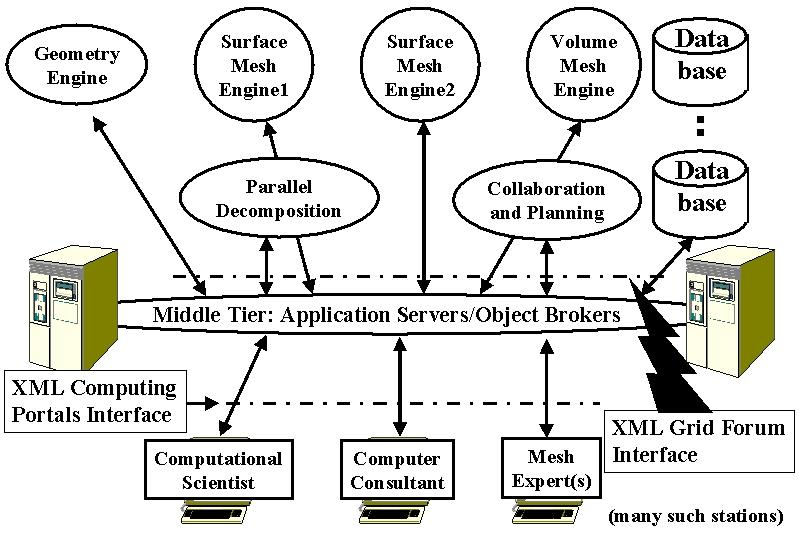 Geometry
Engine
Surface
Mesh
Engine1
Surface
Mesh
Engine2
Volume
Mesh
Engine
Data
base
Parallel
Decomposition
Collaboration
and Planning
Data
base
Middle Tier: Application Servers/Object Brokers
XML Computing
Portals Interface
XML Grid Forum
Interface
Computational
Scientist
Computer
Consultant
Mesh
Expert(s)
(many such stations)